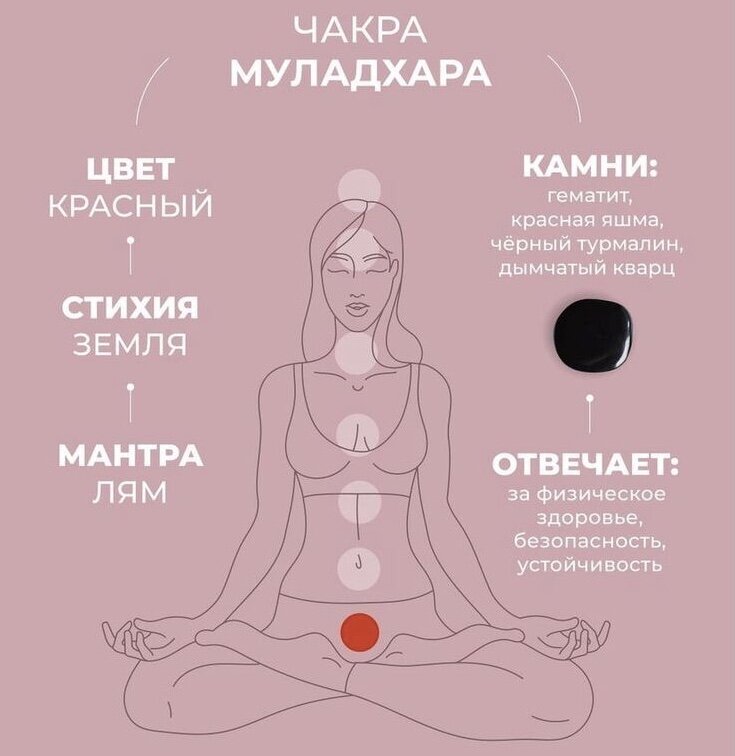 ЧАКРА
МУЛАДХАРА
ЦВЕТ
КРАСНЫЙ
СТИХИЯ
ЗЕМЛЯ
МАНТРА
ЛЯМ
КАМНИ:
гематит,
красная яшма,
чёрный турмалин,
дымчатый кварц
ОТВЕЧАЕТ:
за физическое
здоровье,
безопасность,
устойчивость